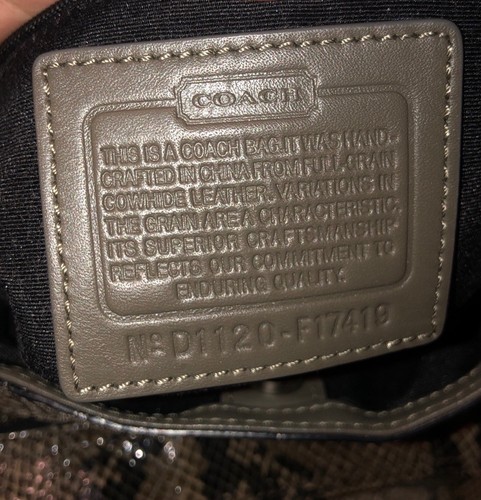 COACH
THIS IS A COACH BAG.IT WAS HAND-
CRAFTED IN CHINA FROM FULL GRAIN
COWHIDE LEATHER. VARIATIONS IN
THE GRAIN ARE A CHARACTERISTIC.
ITS SUPERIOR CRAFTSMANSHIP
REFLECTS OUR COMMITMENT TO
ENDURING QUALITY.
No D1120-F17419